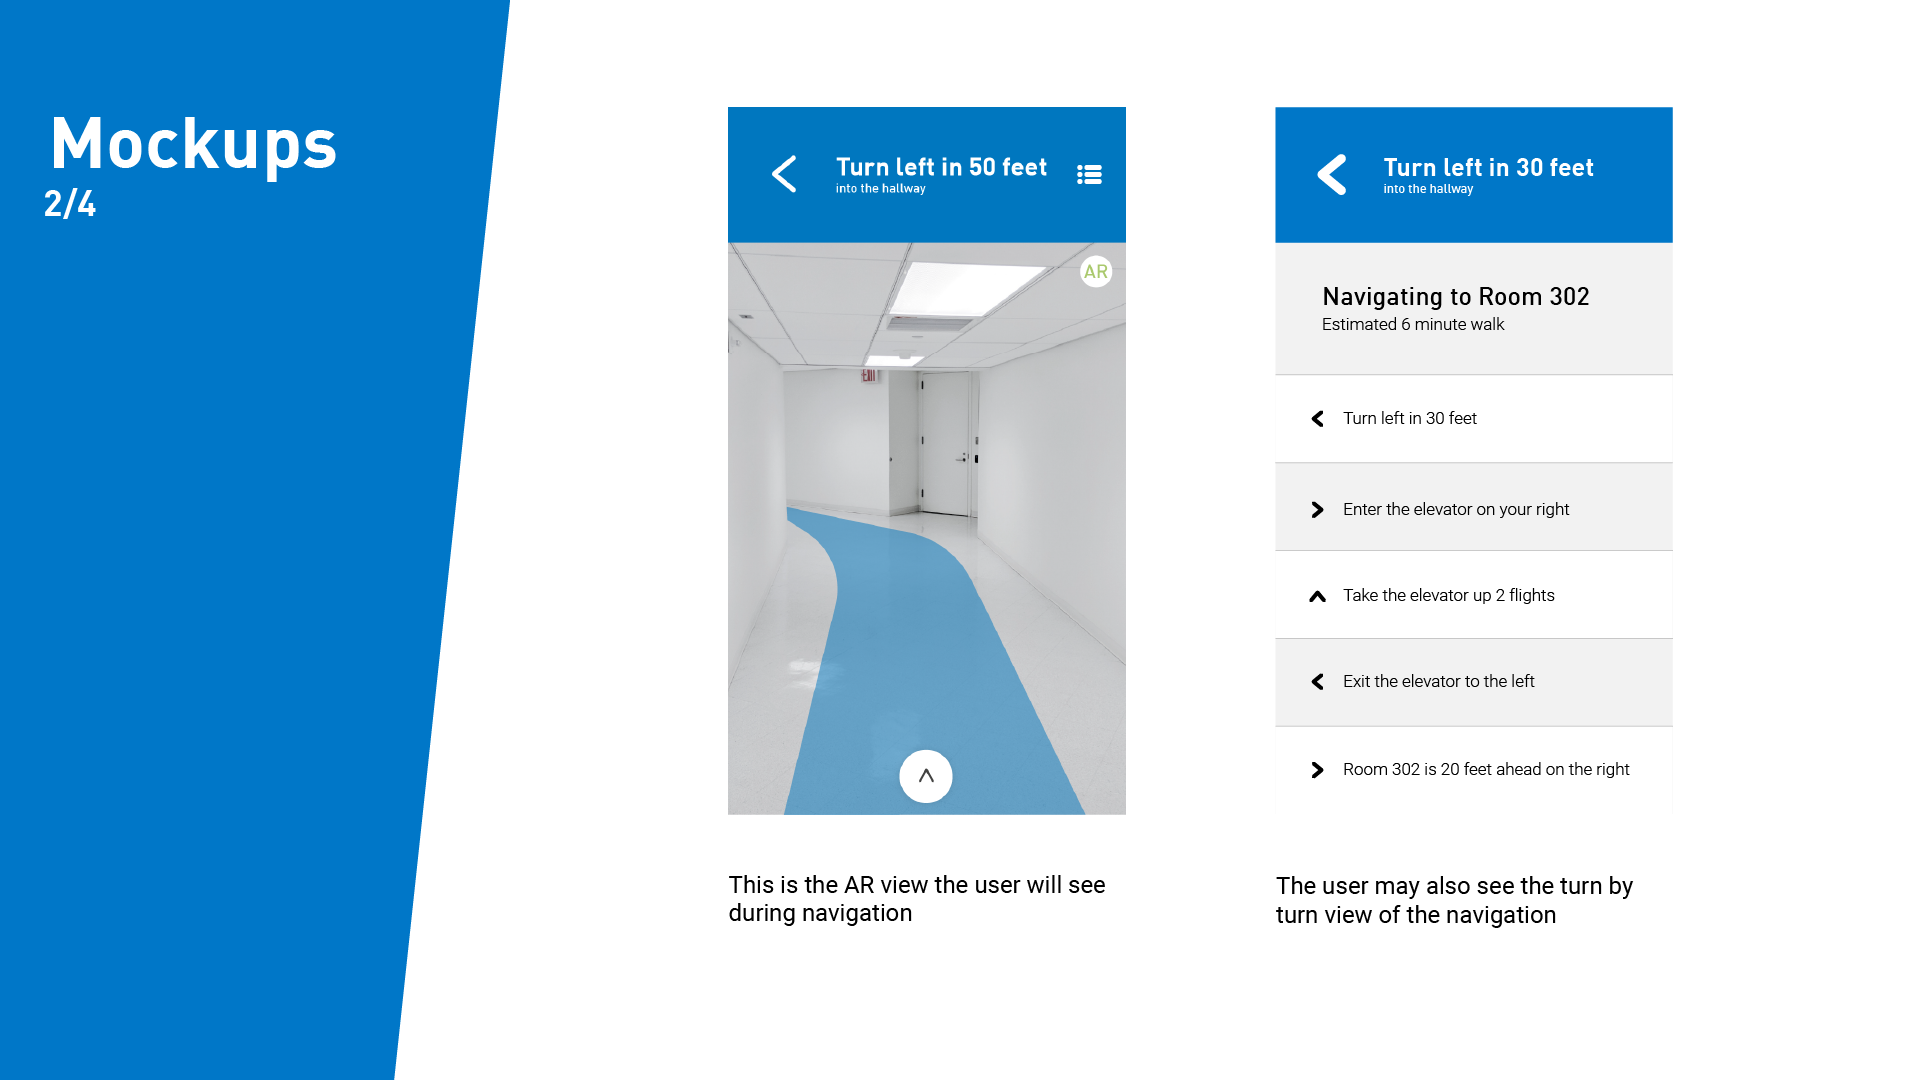 Mockups
2/4
Turn left in 50 feet
into the hallway
AR
EXIT
This is the AR view the user will see
during navigation
Turn left in 30 feet
into the hallway
Navigating to Room 302
Estimated 6 minute walk
Turn left in 30 feet
Enter the elevator on your right
Take the elevator up 2 flights
Exit the elevator to the left
Room 302 is 20 feet ahead on the right
The user may also see the turn by
turn view of the navigation